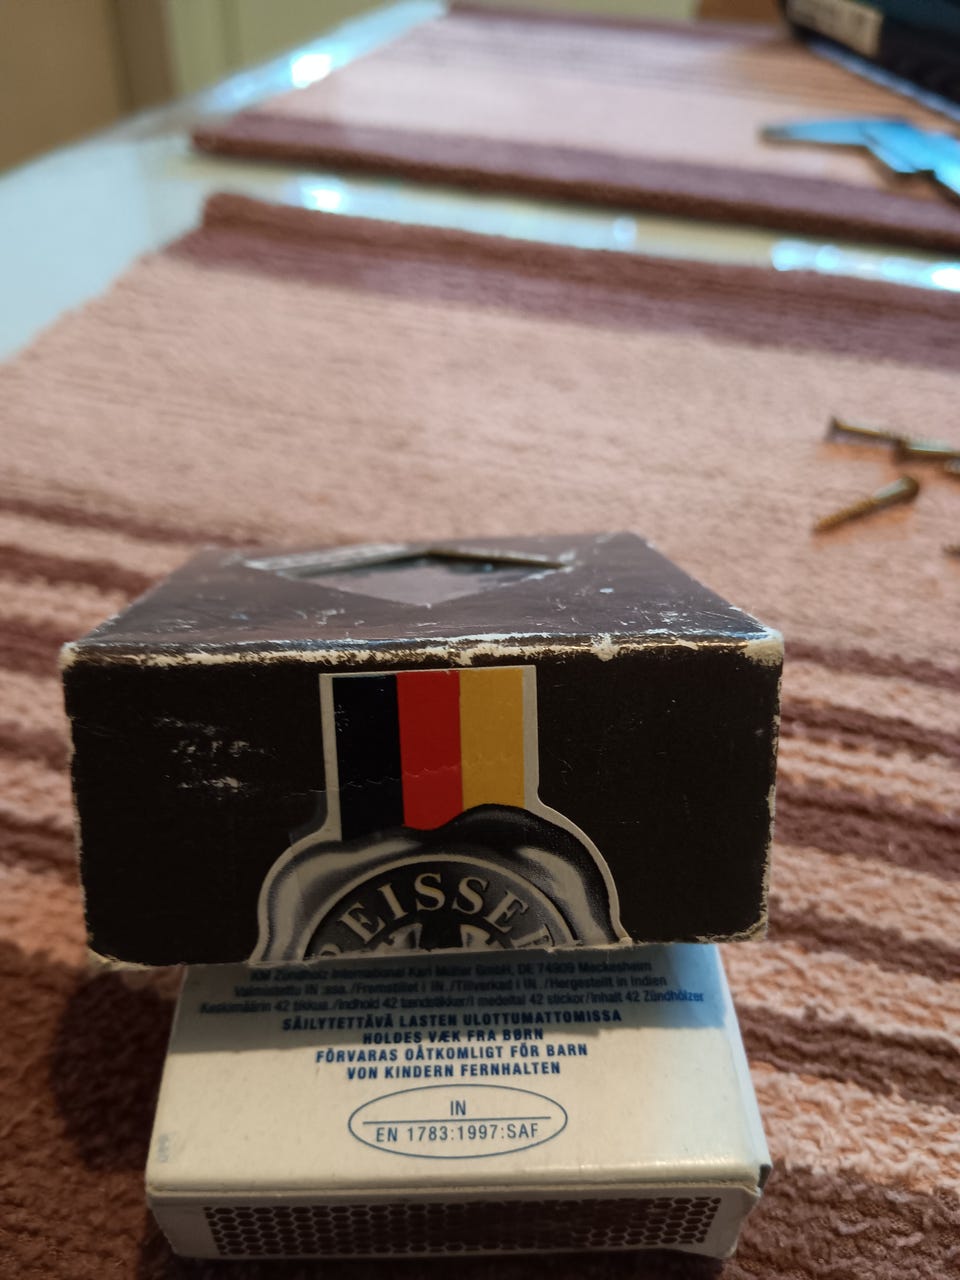 REISSER
KM Zündholz International Karl Müller GmbH, DE 74909 Meckesheim
Valmistettu IN :ssa./Fremstillet i IN./Tillverkad i IN./Hergestellt in Indien
Keskimäärin 42 tikkua./Indhold 42 tændstikker/I medeltal 42 stickor/Inhalt 42 Zündhölzer
SÄILYTETTÄVÄ LASTEN ULOTTUMATTOMISSA
HOLDES VÆK FRA BØRN
FÖRVARAS OÅTKOMLIGT FÖR BARN
VON KINDERN FERNHALTEN
IN
EN 1783:1997:SAF